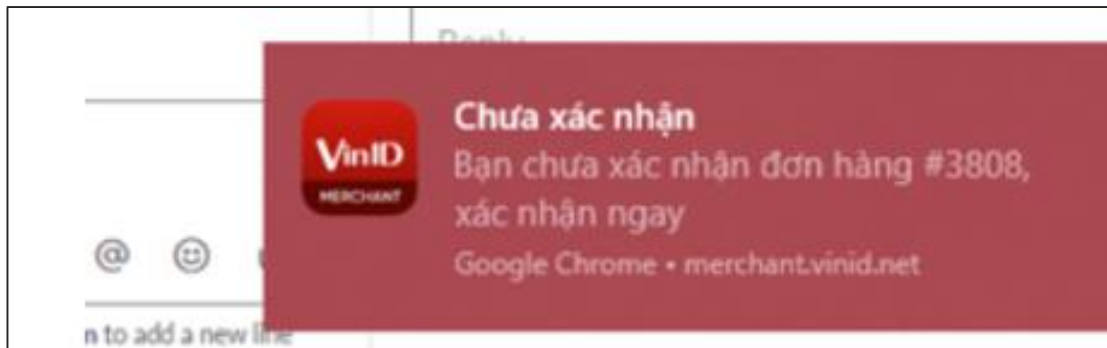 Reply
Chưa xác nhận
VinID
MERCHANT
Bạn chưa xác nhận đơn hàng #3808,
xác nhận ngay
Google Chrome • merchant.vinid.net
@
n to add a new line